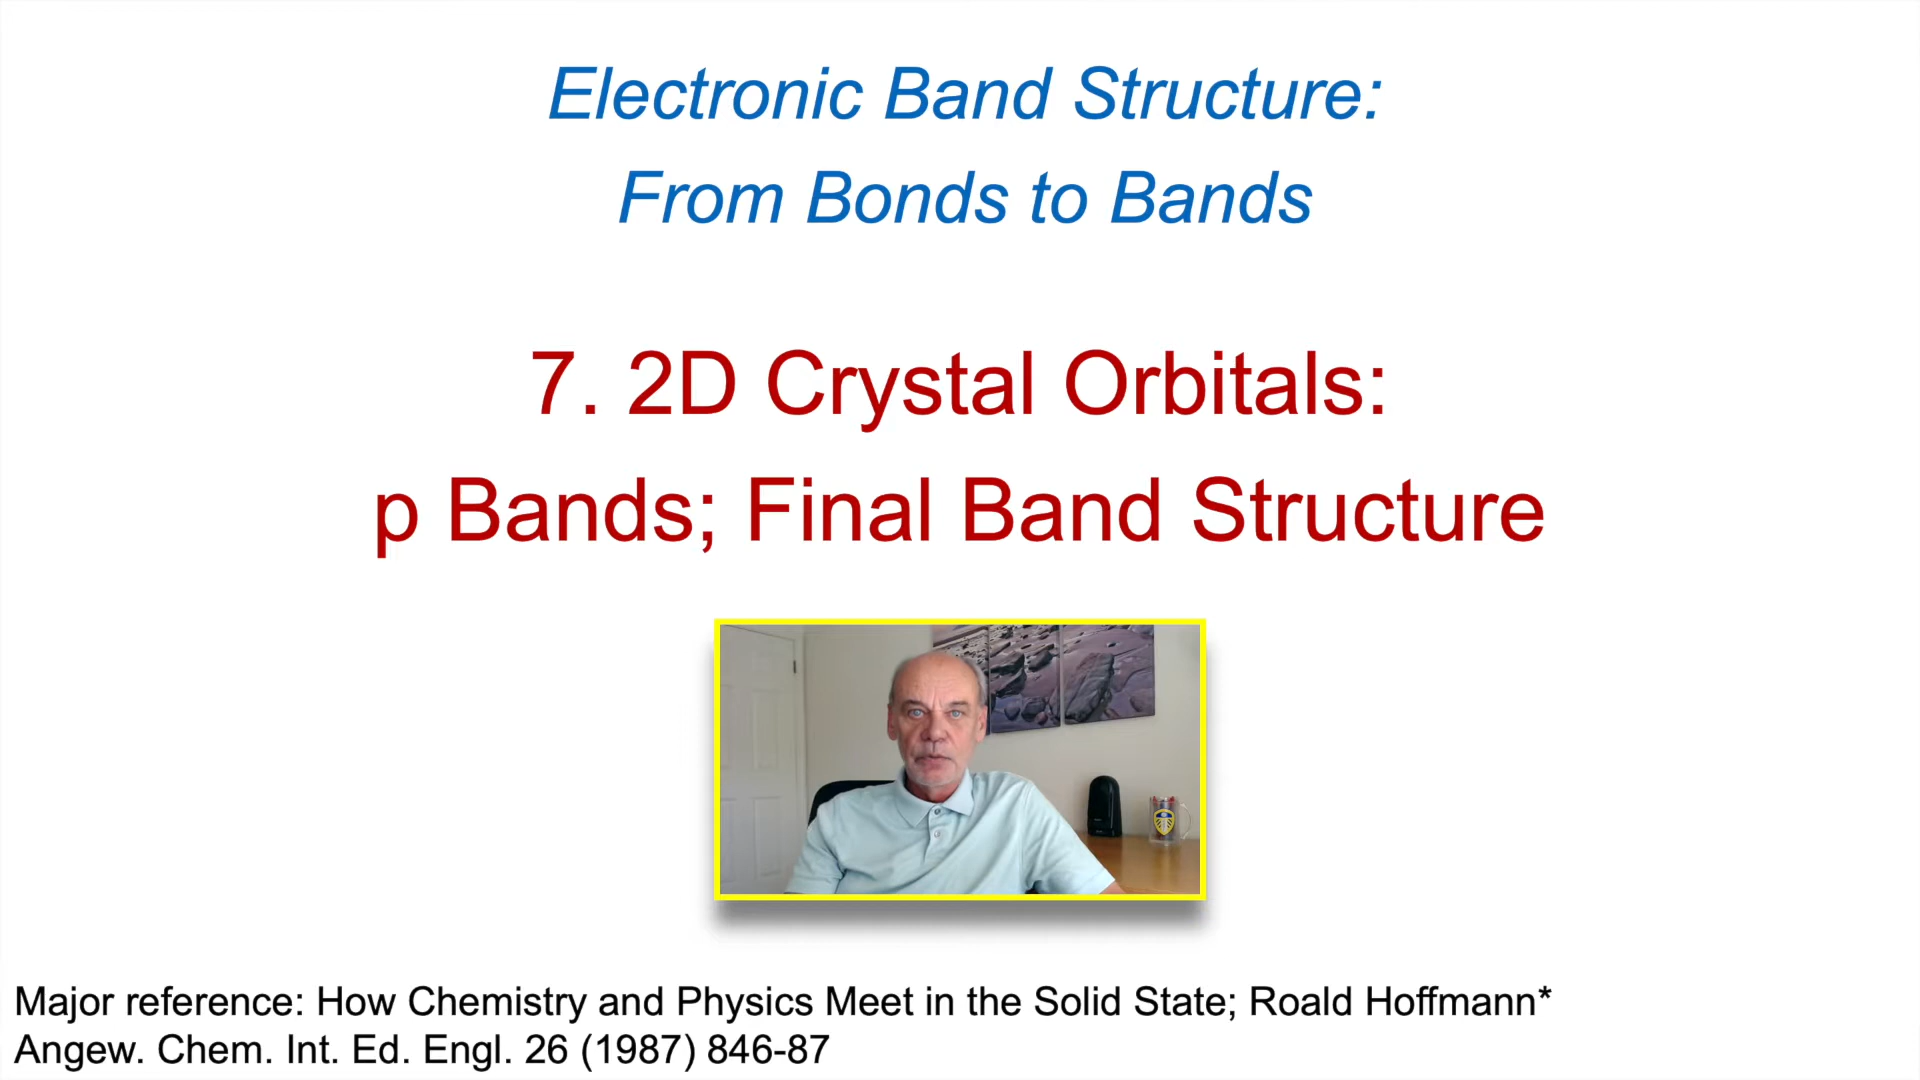 Electronic Band Structure:
From Bonds to Bands
7. 2D Crystal Orbitals:
p Bands; Final Band Structure
Major reference: How Chemistry and Physics Meet in the Solid State; Roald Hoffmann*
Angew. Chem. Int. Ed. Engl. 26 (1987) 846-87